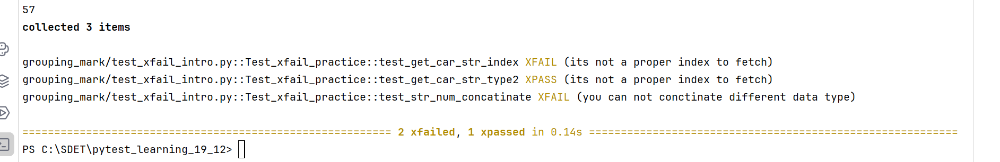 57
collected 3 items
grouping_mark/test_xfail_intro.py::Test_xfail_practice::test_get_car_str_index XFAIL (its not a proper index to fetch)
grouping_mark/test_xfail_intro.py::Test_xfail_practice::test_get_car_str_type2 XPASS (its not a proper index to fetch)
grouping_mark/test_xfail_intro.py::Test_xfail_practice::test_str_num_concatinate XFAIL (you can not conctinate different data type)
========================================================== 2 xfailed, 1 xpassed in 0.14s ==========================================================
PS C:\SDET\pytest_learning_19_12>